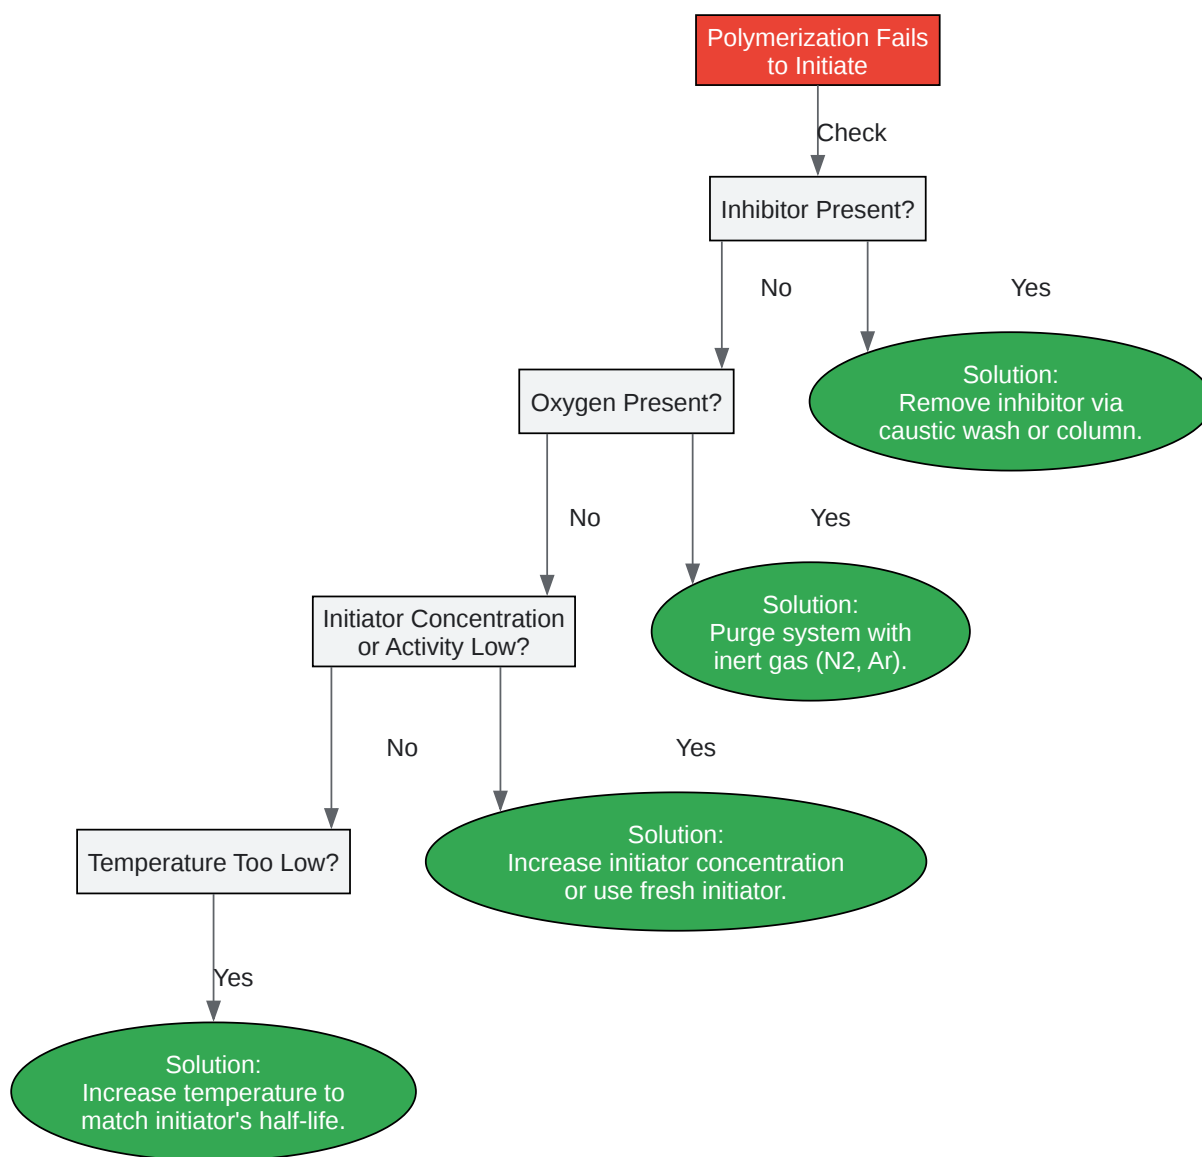 Polymerization Fails
to Initiate
Check
Inhibitor Present?
No
Yes
Solution:
Remove inhibitor via
caustic wash or column.
Oxygen Present?
No
Yes
Solution:
Purge system with
inert gas (N2, Ar).
Initiator Concentration
or Activity Low?
No
Yes
Solution:
Increase initiator concentration
or use fresh initiator.
Temperature Too Low?
Yes
Solution:
Increase temperature to
match initiator's half-life.